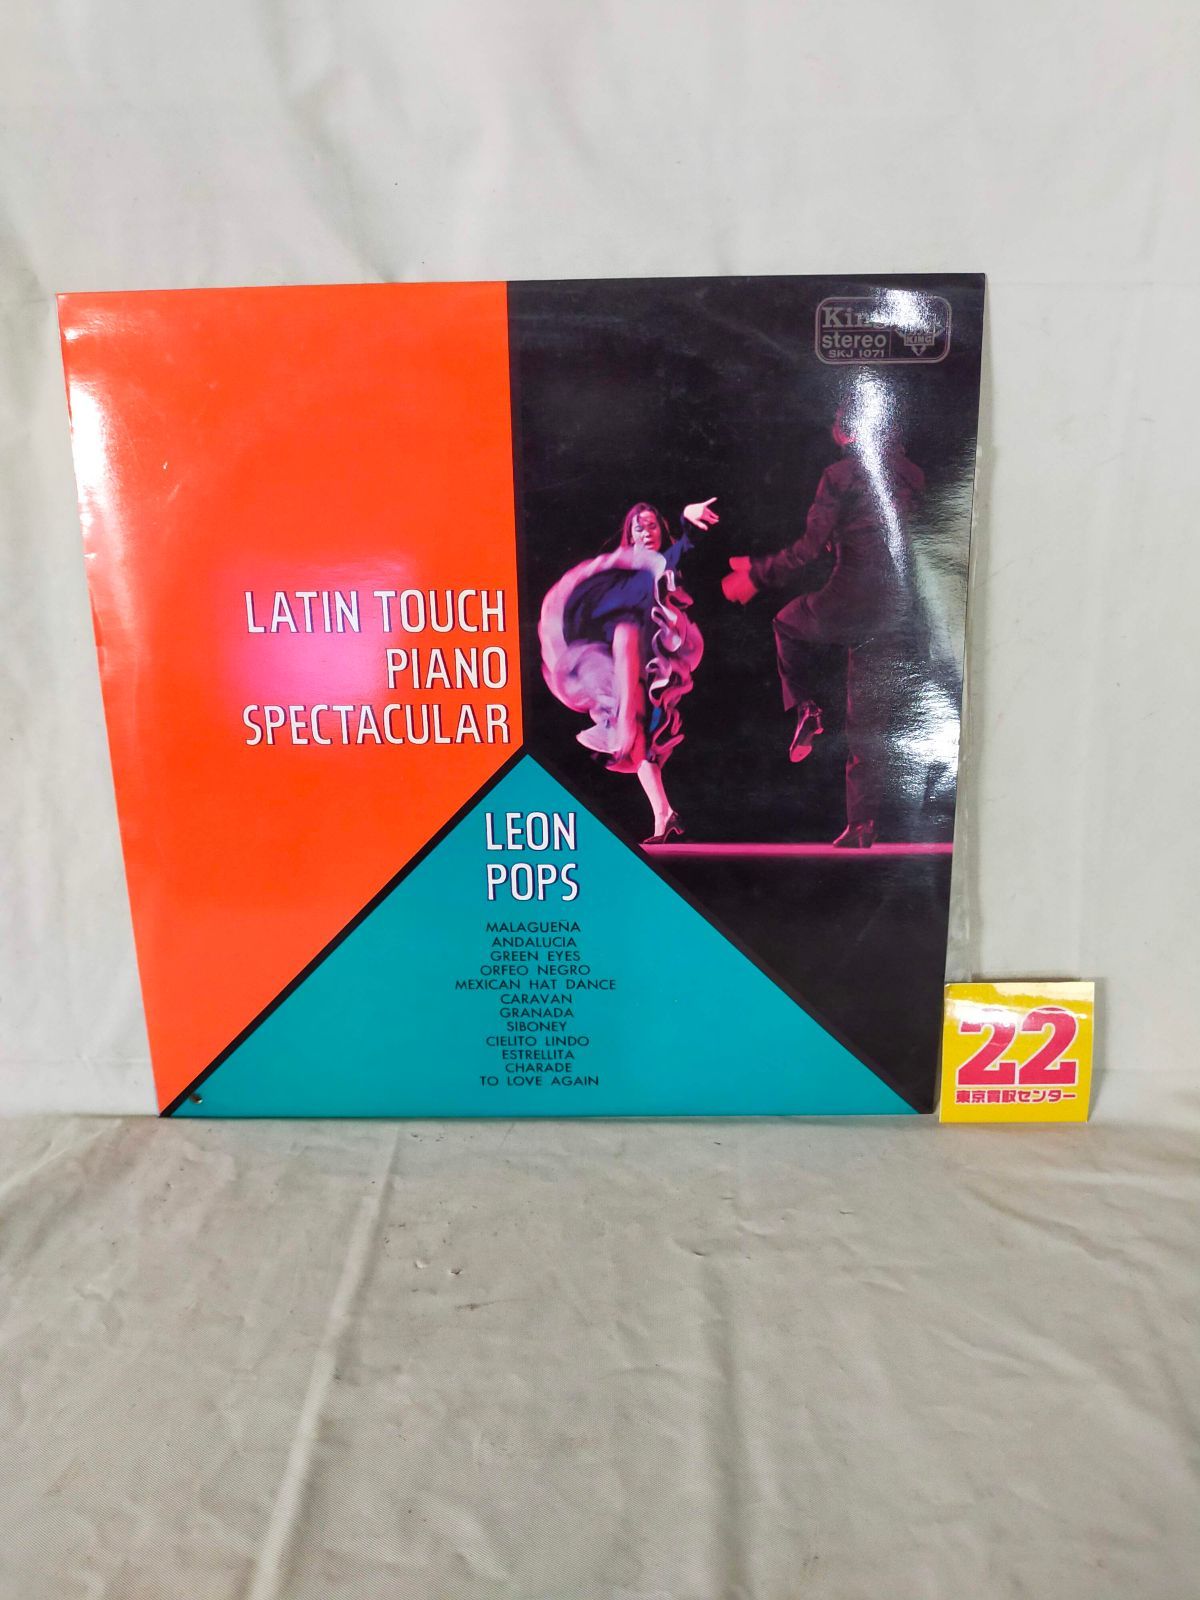 King
stereo
SKJ 1071
KING
LATIN TOUCH
PIANO
SPECTACULAR
LEON
POPS
MALAGUEÑA
ANDALUCIA
GREEN EYES
ORFEO NEGRO
MEXICAN HAT DANCE
CARAVAN
GRANADA
SIBONEY
CIELITO LINDO
ESTRELLITA
CHARADE
TO LOVE AGAIN
22
東京買取センター